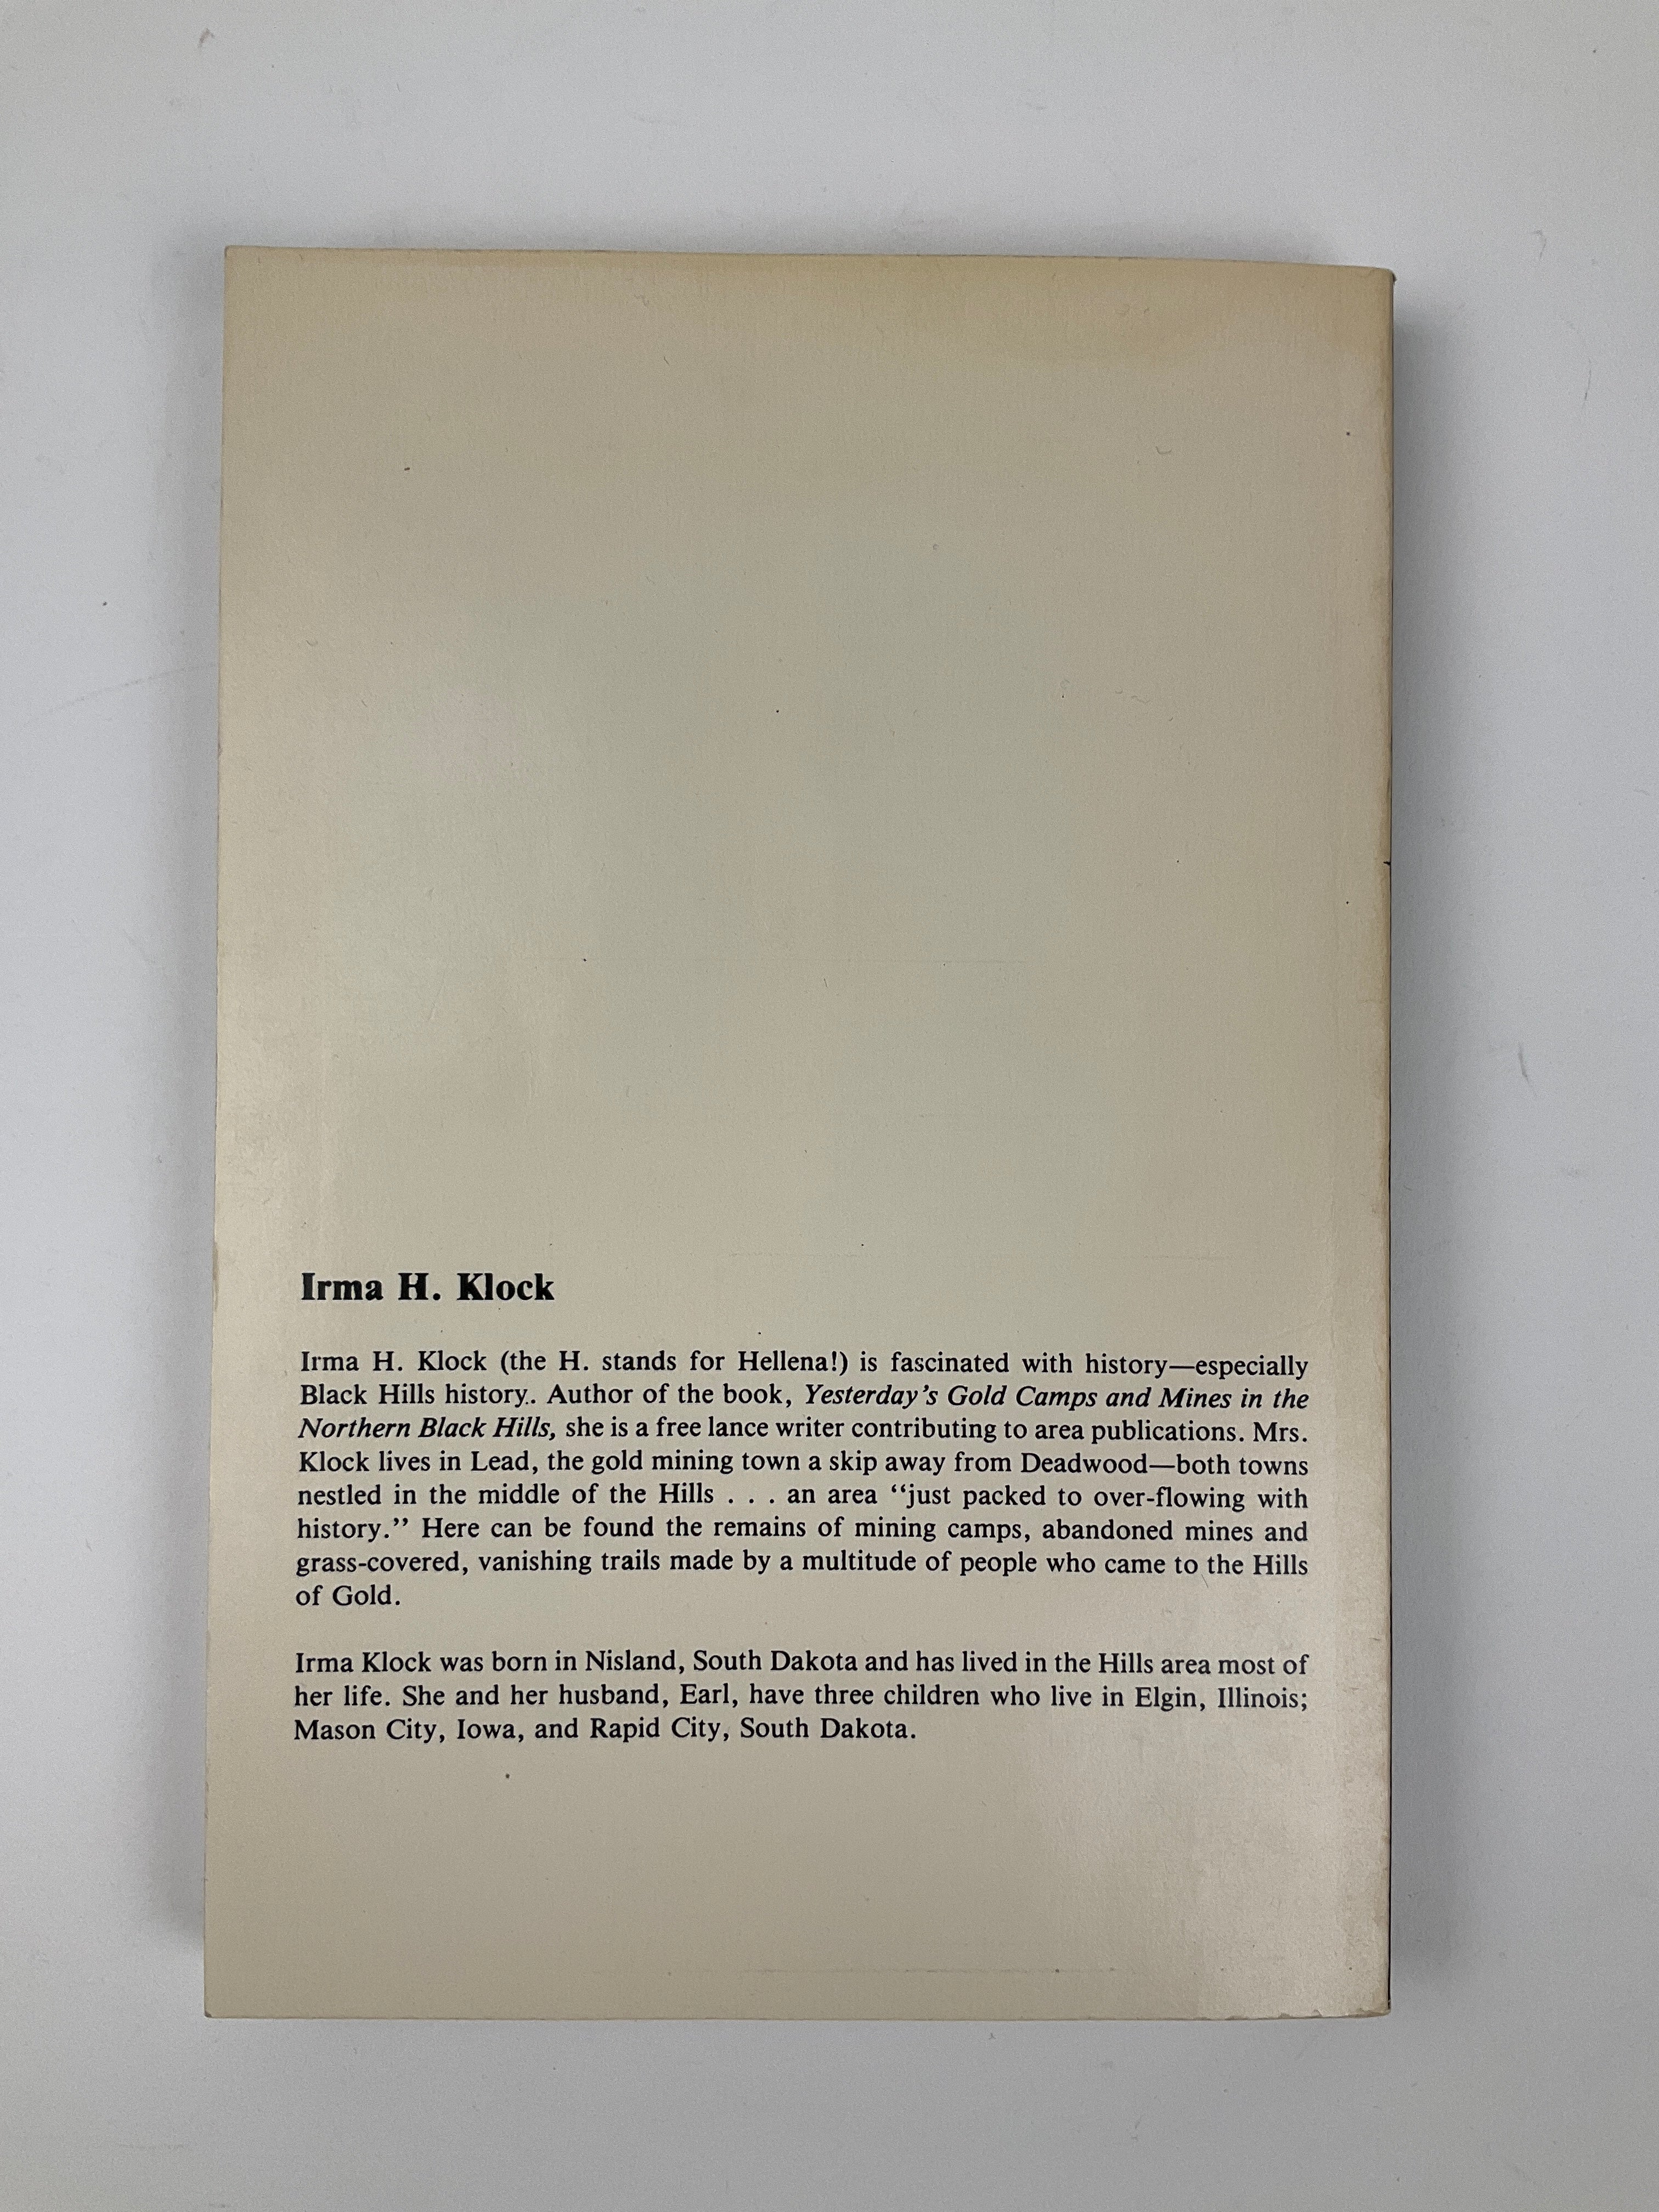 Irma H. Klock
Irma H. Klock (the H. stands for Hellena!) is fascinated with history—especially
Black Hills history.. Author of the book, Yesterday's Gold Camps and Mines in the
Northern Black Hills, she is a free lance writer contributing to area publications. Mrs.
Klock lives in Lead, the gold mining town a skip away from Deadwood—both towns
nestled in the middle of the Hills . . . an area “just packed to over-flowing with
history.” Here can be found the remains of mining camps, abandoned mines and
grass-covered, vanishing trails made by a multitude of people who came to the Hills
of Gold.
Irma Klock was born in Nisland, South Dakota and has lived in the Hills area most of
her life. She and her husband, Earl, have three children who live in Elgin, Illinois;
Mason City, Iowa, and Rapid City, South Dakota.